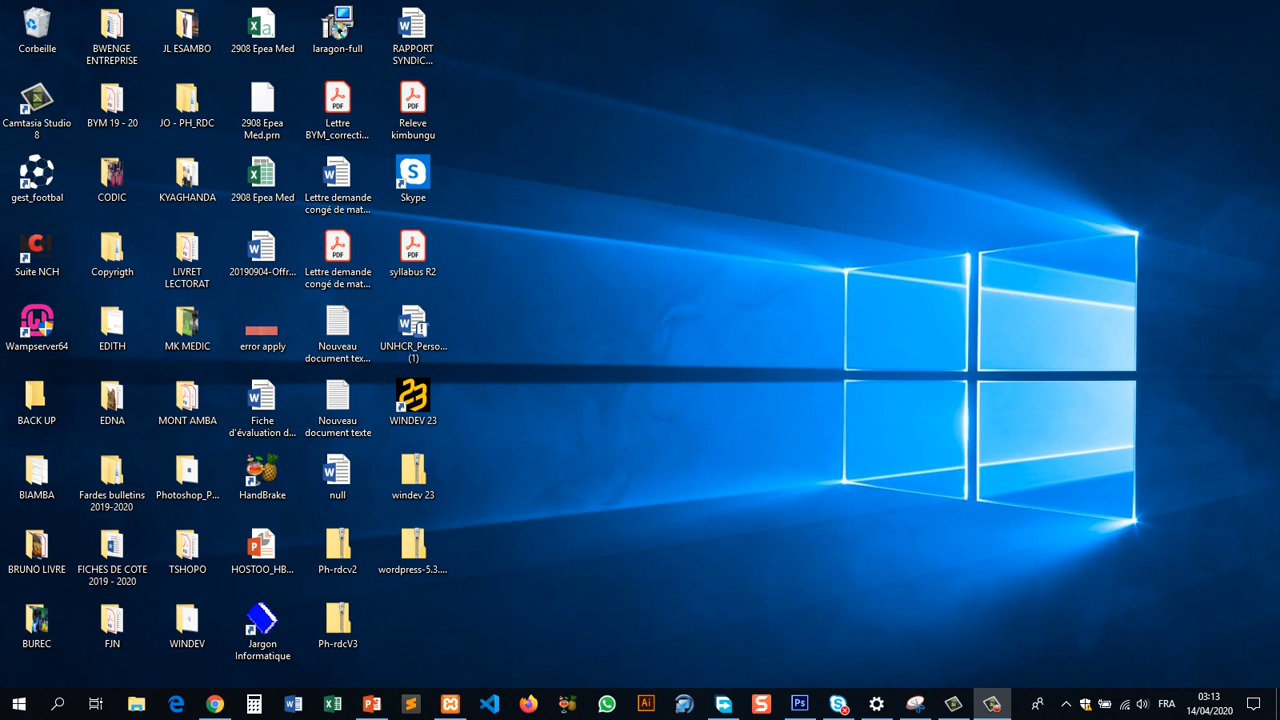 Corbeille
BWENGE
ENTREPRISE
JL ESAMBO
2908 Epea Med
laragon-full
RAPPORT
SYNDIC...
Camtasia Studio
8
BYM 19 - 20
JO - PH_RDC
2908 Epea
Med.prn
PDF
Lettre
BYM_correcti...
PDF
Releve
kimbungu
gest_footbal
CODIC
KYAGHANDA
2908 Epea Med
Lettre demande
congé de mat...
Skype
Suite NCH
Copyrigth
LIVRET
LECTORAT
20190904-Offr...
PDF
Lettre demande
congé de mat...
PDF
syllabus R2
Wampserver64
EDITH
MK MEDIC
error apply
Nouveau
document tex...
UNHCR_Perso...
(1)
BACK UP
EDNA
MONT AMBA
Fiche
d'évaluation d...
Nouveau
document texte
WINDEV 23
BIAMBA
Fardes bulletins
2019-2020
Photoshop_P...
HandBrake
null
windev 23
BRUNO LIVRE
FICHES DE COTE
2019 - 2020
TSHOPO
HOSTOO_HB...
Ph-rdcv2
wordpress-5.3....
BUREC
FJN
WINDEV
Jargon
Informatique
Ph-rdcV3
FRA
03:13
14/04/2020